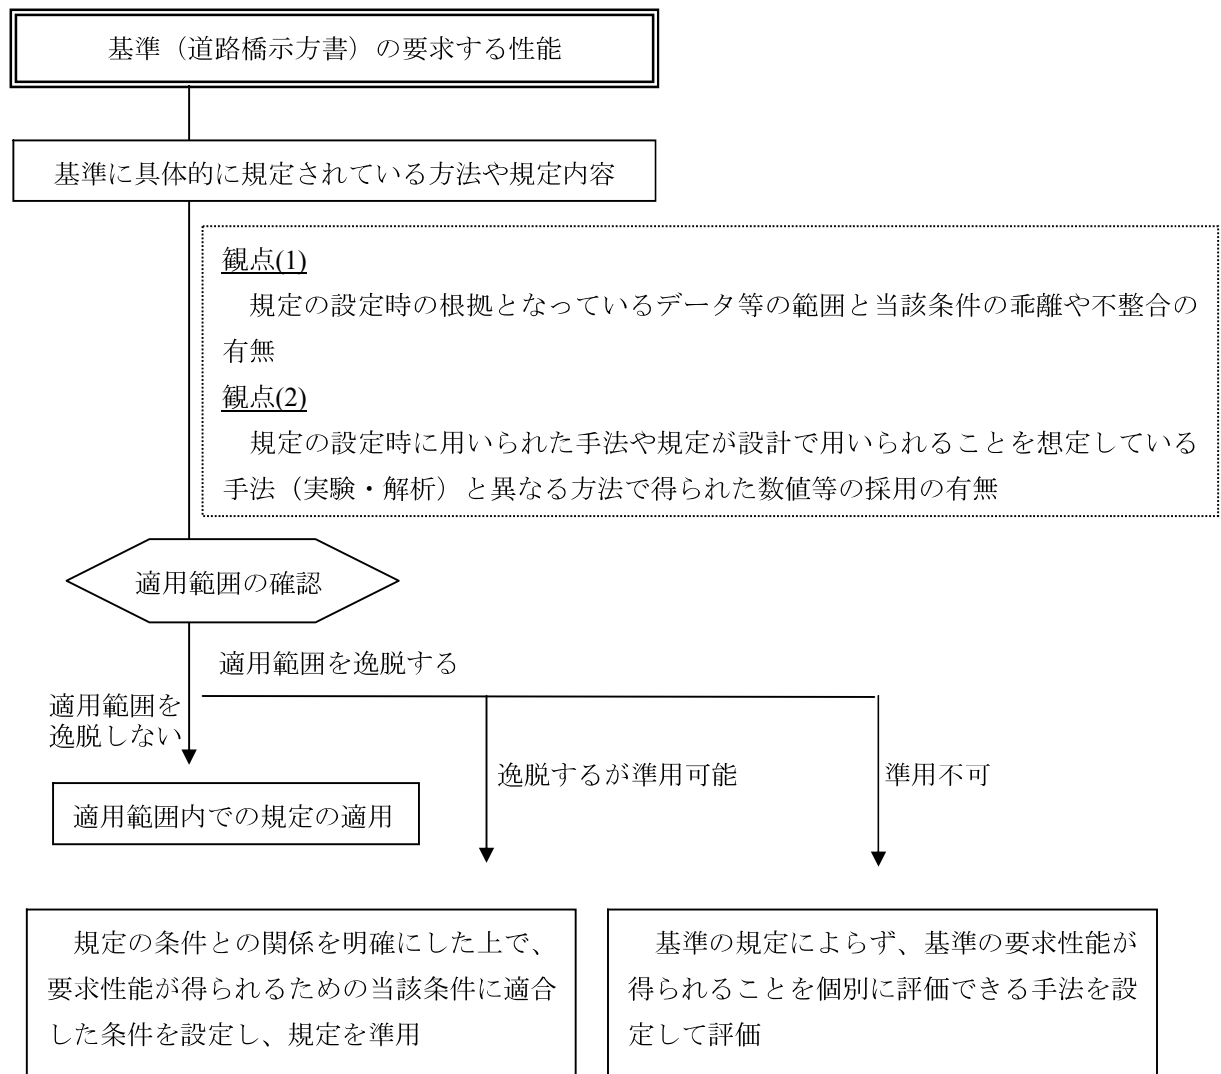 基準（道路橋示方書）の要求する性能
基準に具体的に規定されている方法や規定内容
観点(1)
規定の設定時の根拠となっているデータ等の範囲と当該条件の乖離や不整合の
有無
観点(2)
規定の設定時に用いられた手法や規定が設計で用いられることを想定している
手法（実験・解析）と異なる方法で得られた数値等の採用の有無
適用範囲の確認
適用範囲を逸脱する
適用範囲を
逸脱しない
逸脱するが準用可能
準用不可
適用範囲内での規定の適用
規定の条件との関係を明確にした上で、
要求性能が得られるための当該条件に適合
した条件を設定し、規定を準用
基準の規定によらず、基準の要求性能が
得られることを個別に評価できる手法を設
定して評価